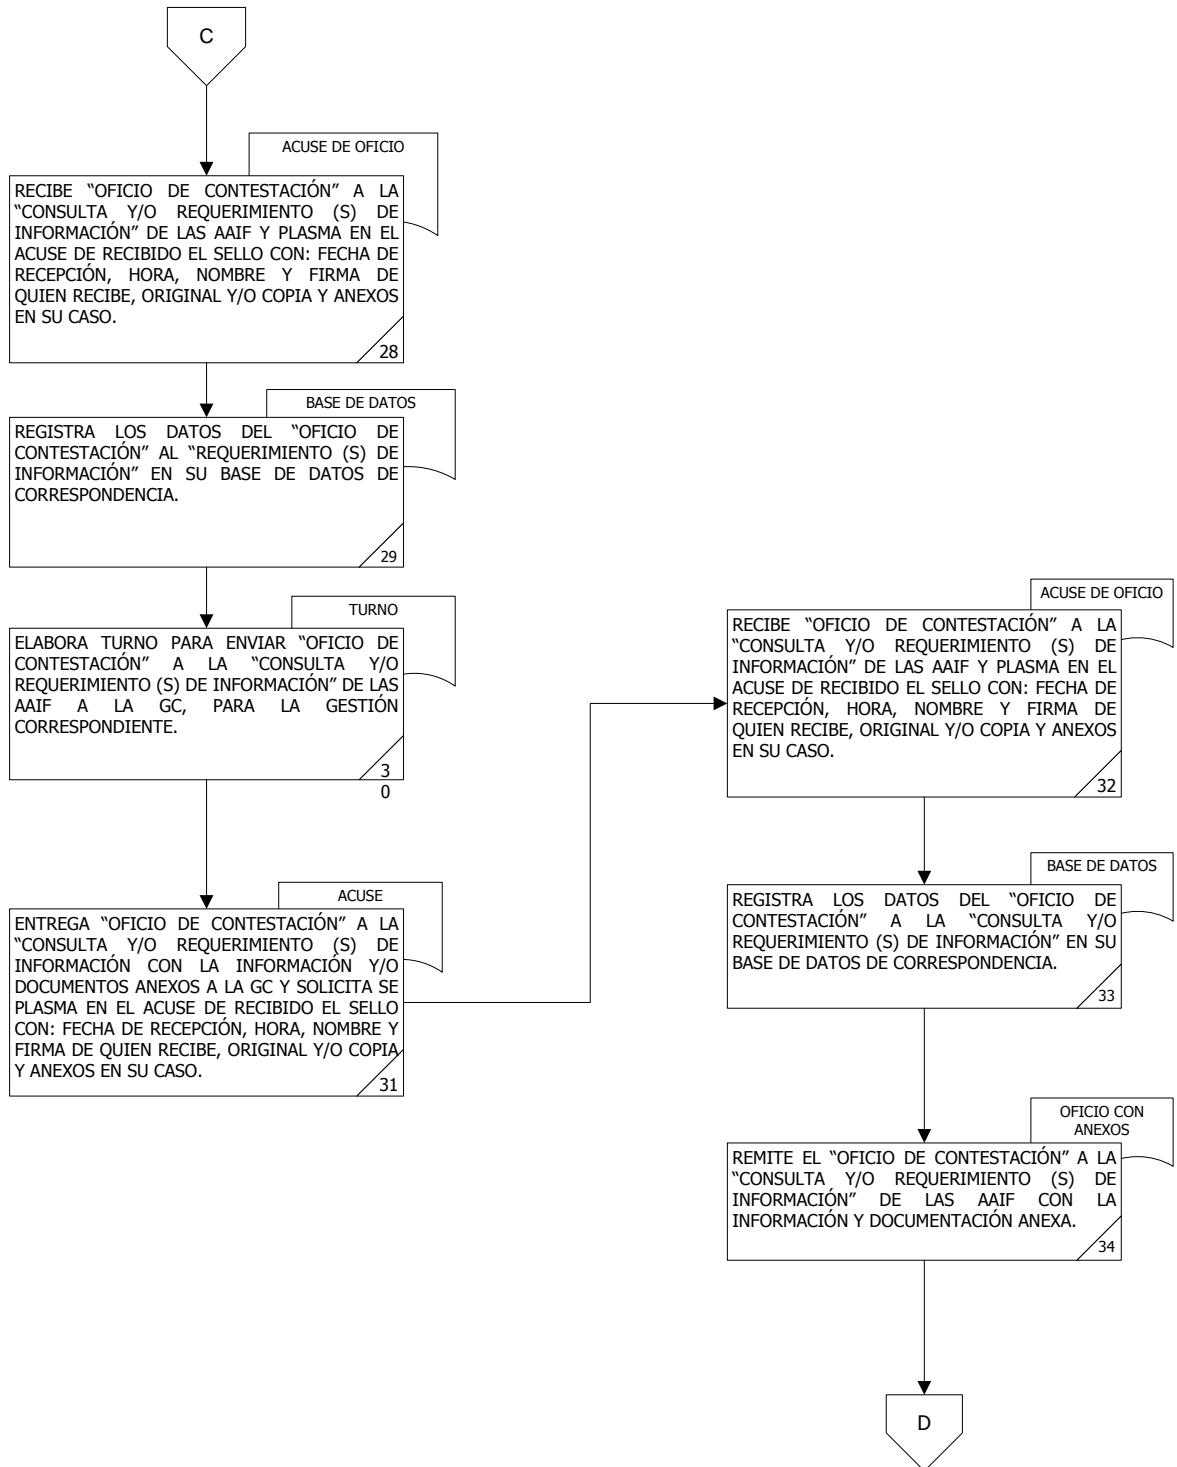 C
ACUSE DE OFICIO
RECIBE “OFICIO DE CONTESTACIÓN” A LA
“CONSULTA Y/O REQUERIMIENTO (S) DE
INFORMACIÓN” DE LAS AAIF Y PLASMA EN EL
ACUSE DE RECIBIDO EL SELLO CON: FECHA DE
RECEPCIÓN, HORA, NOMBRE Y FIRMA DE
QUIEN RECIBE, ORIGINAL Y/O COPIA Y ANEXOS
EN SU CASO.
28
BASE DE DATOS
REGISTRA LOS DATOS DEL “OFICIO DE
CONTESTACIÓN” AL “REQUERIMIENTO (S) DE
INFORMACIÓN” EN SU BASE DE DATOS DE
CORRESPONDENCIA.
29
TURNO
ELABORA TURNO PARA ENVIAR “OFICIO DE
CONTESTACIÓN” A LA “CONSULTA Y/O
REQUERIMIENTO (S) DE INFORMACIÓN” DE LAS
AAIF A LA GC, PARA LA GESTIÓN
CORRESPONDIENTE.
3
0
ACUSE
ENTREGA “OFICIO DE CONTESTACIÓN” A LA
“CONSULTA Y/O REQUERIMIENTO (S) DE
INFORMACIÓN CON LA INFORMACIÓN Y/O
DOCUMENTOS ANEXOS A LA GC Y SOLICITA SE
PLASMA EN EL ACUSE DE RECIBIDO EL SELLO
CON: FECHA DE RECEPCIÓN, HORA, NOMBRE Y
FIRMA DE QUIEN RECIBE, ORIGINAL Y/O COPIA
Y ANEXOS EN SU CASO.
31
ACUSE DE OFICIO
RECIBE “OFICIO DE CONTESTACIÓN” A LA
“CONSULTA Y/O REQUERIMIENTO (S) DE
INFORMACIÓN” DE LAS AAIF Y PLASMA EN EL
ACUSE DE RECIBIDO EL SELLO CON: FECHA DE
RECEPCIÓN, HORA, NOMBRE Y FIRMA DE
QUIEN RECIBE, ORIGINAL Y/O COPIA Y ANEXOS
EN SU CASO.
32
BASE DE DATOS
REGISTRA LOS DATOS DEL “OFICIO DE
CONTESTACIÓN” A LA “CONSULTA Y/O
REQUERIMIENTO (S) DE INFORMACIÓN” EN SU
BASE DE DATOS DE CORRESPONDENCIA.
33
OFICIO CON
ANEXOS
REMITE EL “OFICIO DE CONTESTACIÓN” A LA
“CONSULTA Y/O REQUERIMIENTO (S) DE
INFORMACIÓN” DE LAS AAIF CON LA
INFORMACIÓN Y DOCUMENTACIÓN ANEXA.
34
D